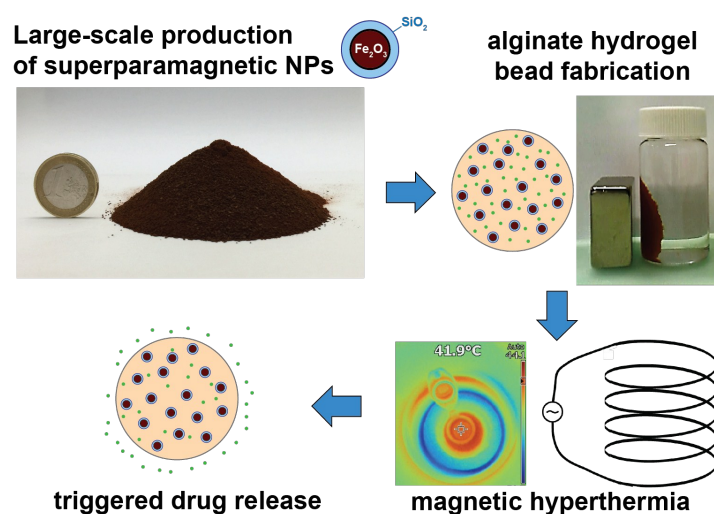 Large-scale production
of superparamagnetic NPs
SiO₂
Fe₂O₃
alginate hydrogel
bead fabrication
41.9°C
Auto
triggered drug release
magnetic hyperthermia